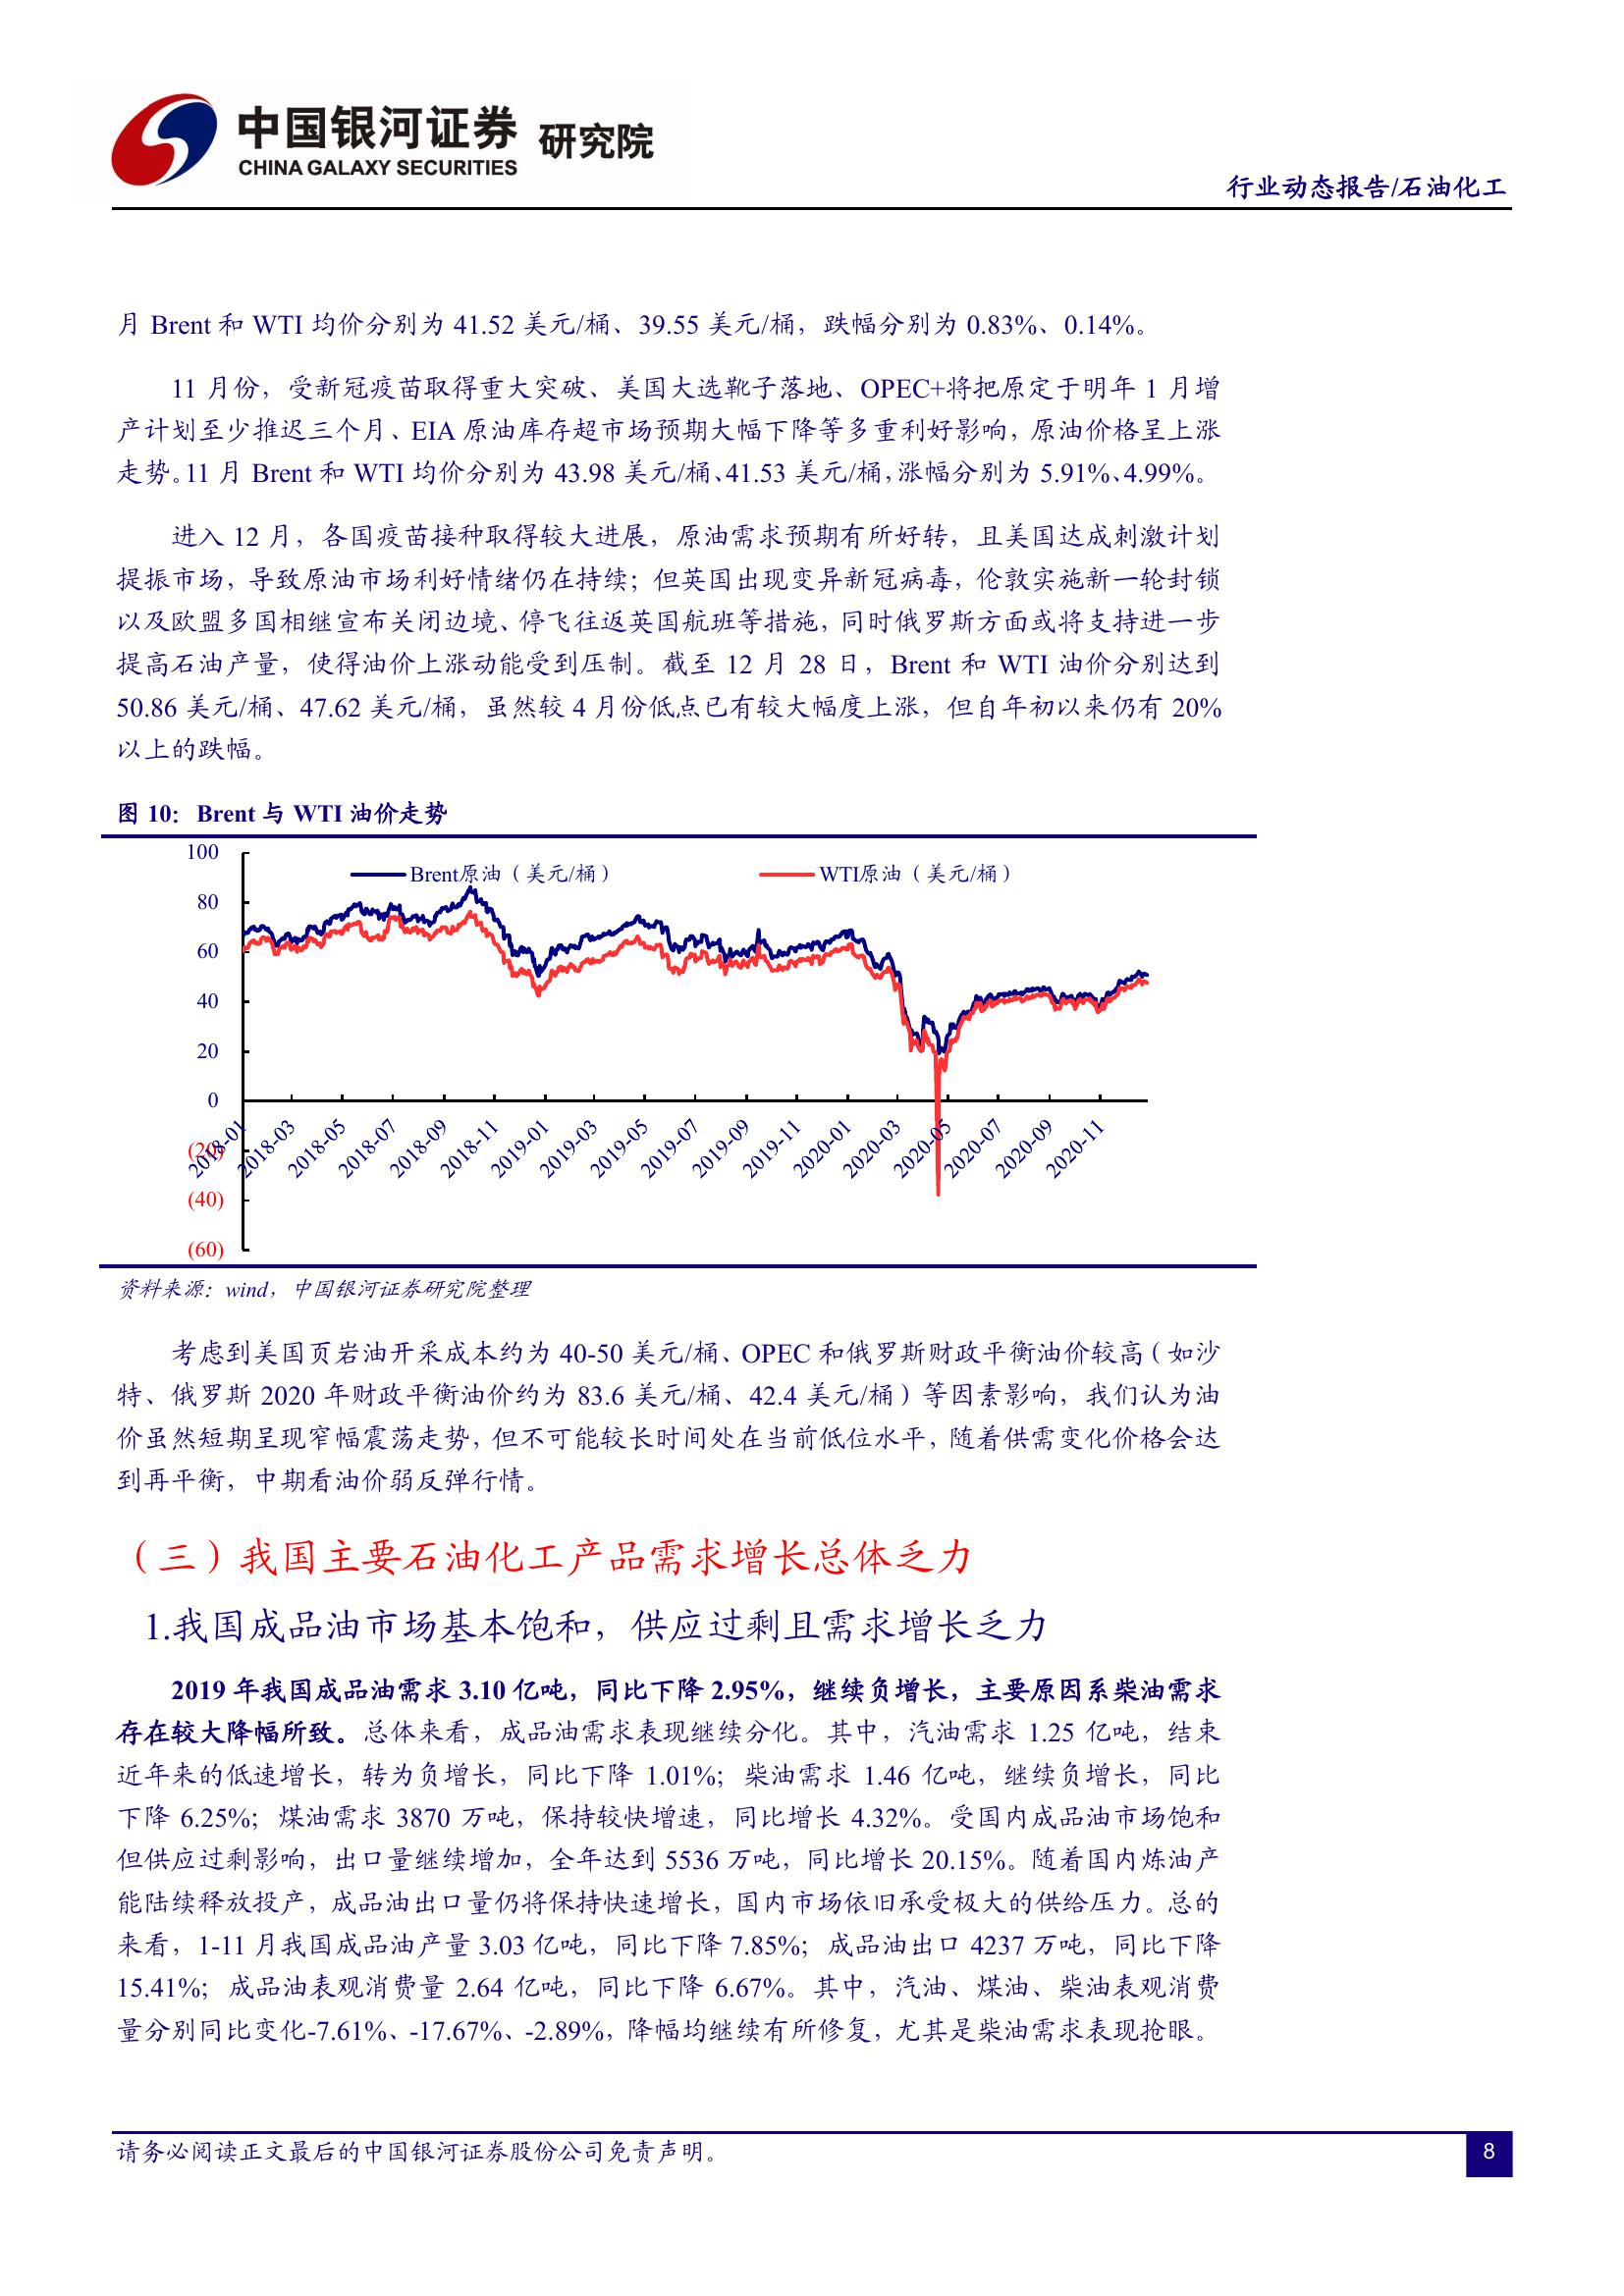 中国银河证券 研究院
CHINA GALAXY SECURITIES
行业动态报告/石油化工
月 Brent 和 WTI 均价分别为 41.52 美元/桶、39.55 美元/桶，跌幅分别为 0.83%、0.14%。
11 月份，受新冠疫苗取得重大突破、美国大选靴子落地、OPEC+将把原定于明年 1 月增
产计划至少推迟三个月、EIA 原油库存超市场预期大幅下降等多重利好影响，原油价格呈上涨
走势。11 月 Brent 和 WTI 均价分别为 43.98 美元/桶、41.53 美元/桶，涨幅分别为 5.91%、4.99%。
进入 12 月，各国疫苗接种取得较大进展，原油需求预期有所好转，且美国达成刺激计划
提振市场，导致原油市场利好情绪仍在持续；但英国出现变异新冠病毒，伦敦实施新一轮封锁
以及欧盟多国相继宣布关闭边境、停飞往返英国航班等措施，同时俄罗斯方面或将支持进一步
提高石油产量，使得油价上涨动能受到压制。截至 12 月 28 日，Brent 和 WTI 油价分别达到
50.86 美元/桶、47.62 美元/桶，虽然较 4 月份低点已有较大幅度上涨，但自年初以来仍有 20%
以上的跌幅。
图 10：Brent 与 WTI 油价走势
Brent原油（美元/桶） WTI原油（美元/桶）
100
80
60
40
20
0
(20)
(40)
(60)
2018-01 2018-03 2018-05 2018-07 2018-09 2018-11 2019-01 2019-03 2019-05 2019-07 2019-09 2019-11 2020-01 2020-03 2020-05 2020-07 2020-09 2020-11
资料来源：wind，中国银河证券研究院整理
考虑到美国页岩油开采成本约为 40-50 美元/桶、OPEC 和俄罗斯财政平衡油价较高（如沙
特、俄罗斯 2020 年财政平衡油价约为 83.6 美元/桶、42.4 美元/桶）等因素影响，我们认为油
价虽然短期呈现窄幅震荡走势，但不可能较长时间处在当前低位水平，随着供需变化价格会达
到再平衡，中期看油价弱反弹行情。
（三）我国主要石油化工产品需求增长总体乏力
1.我国成品油市场基本饱和，供应过剩且需求增长乏力
2019 年我国成品油需求 3.10 亿吨，同比下降 2.95%，继续负增长，主要原因系柴油需求
存在较大降幅所致。总体来看，成品油需求表现继续分化。其中，汽油需求 1.25 亿吨，结束
近年来的低速增长，转为负增长，同比下降 1.01%；柴油需求 1.46 亿吨，继续负增长，同比
下降 6.25%；煤油需求 3870 万吨，保持较快增速，同比增长 4.32%。受国内成品油市场饱和
但供应过剩影响，出口量继续增加，全年达到 5536 万吨，同比增长 20.15%。随着国内炼油产
能陆续释放投产，成品油出口量仍将保持快速增长，国内市场依旧承受极大的供给压力。总的
来看，1-11 月我国成品油产量 3.03 亿吨，同比下降 7.85%；成品油出口 4237 万吨，同比下降
15.41%；成品油表观消费量 2.64 亿吨，同比下降 6.67%。其中，汽油、煤油、柴油表观消费
量分别同比变化-7.61%、-17.67%、-2.89%，降幅均继续有所修复，尤其是柴油需求表现抢眼。
请务必阅读正文最后的中国银河证券股份公司免责声明。
8